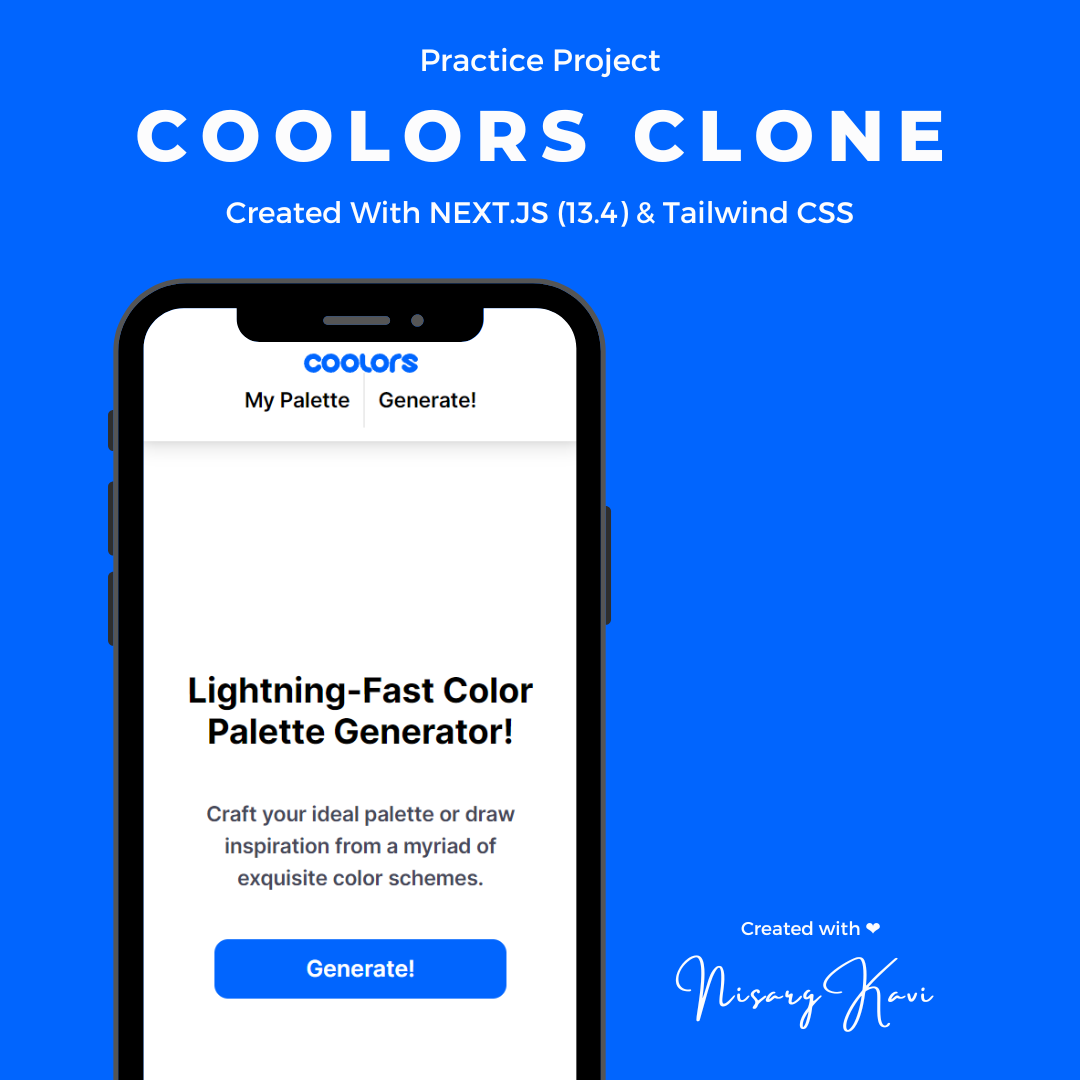 Practice Project
COOLORS CLONE
Created With NEXT.JS (13.4) & Tailwind CSS
coolors
My Palette Generate!
Lightning-Fast Color
Palette Generator!
Craft your ideal palette or draw
inspiration from a myriad of
exquisite color schemes.
Generate!
Created with ❤
Nisarg Kavi